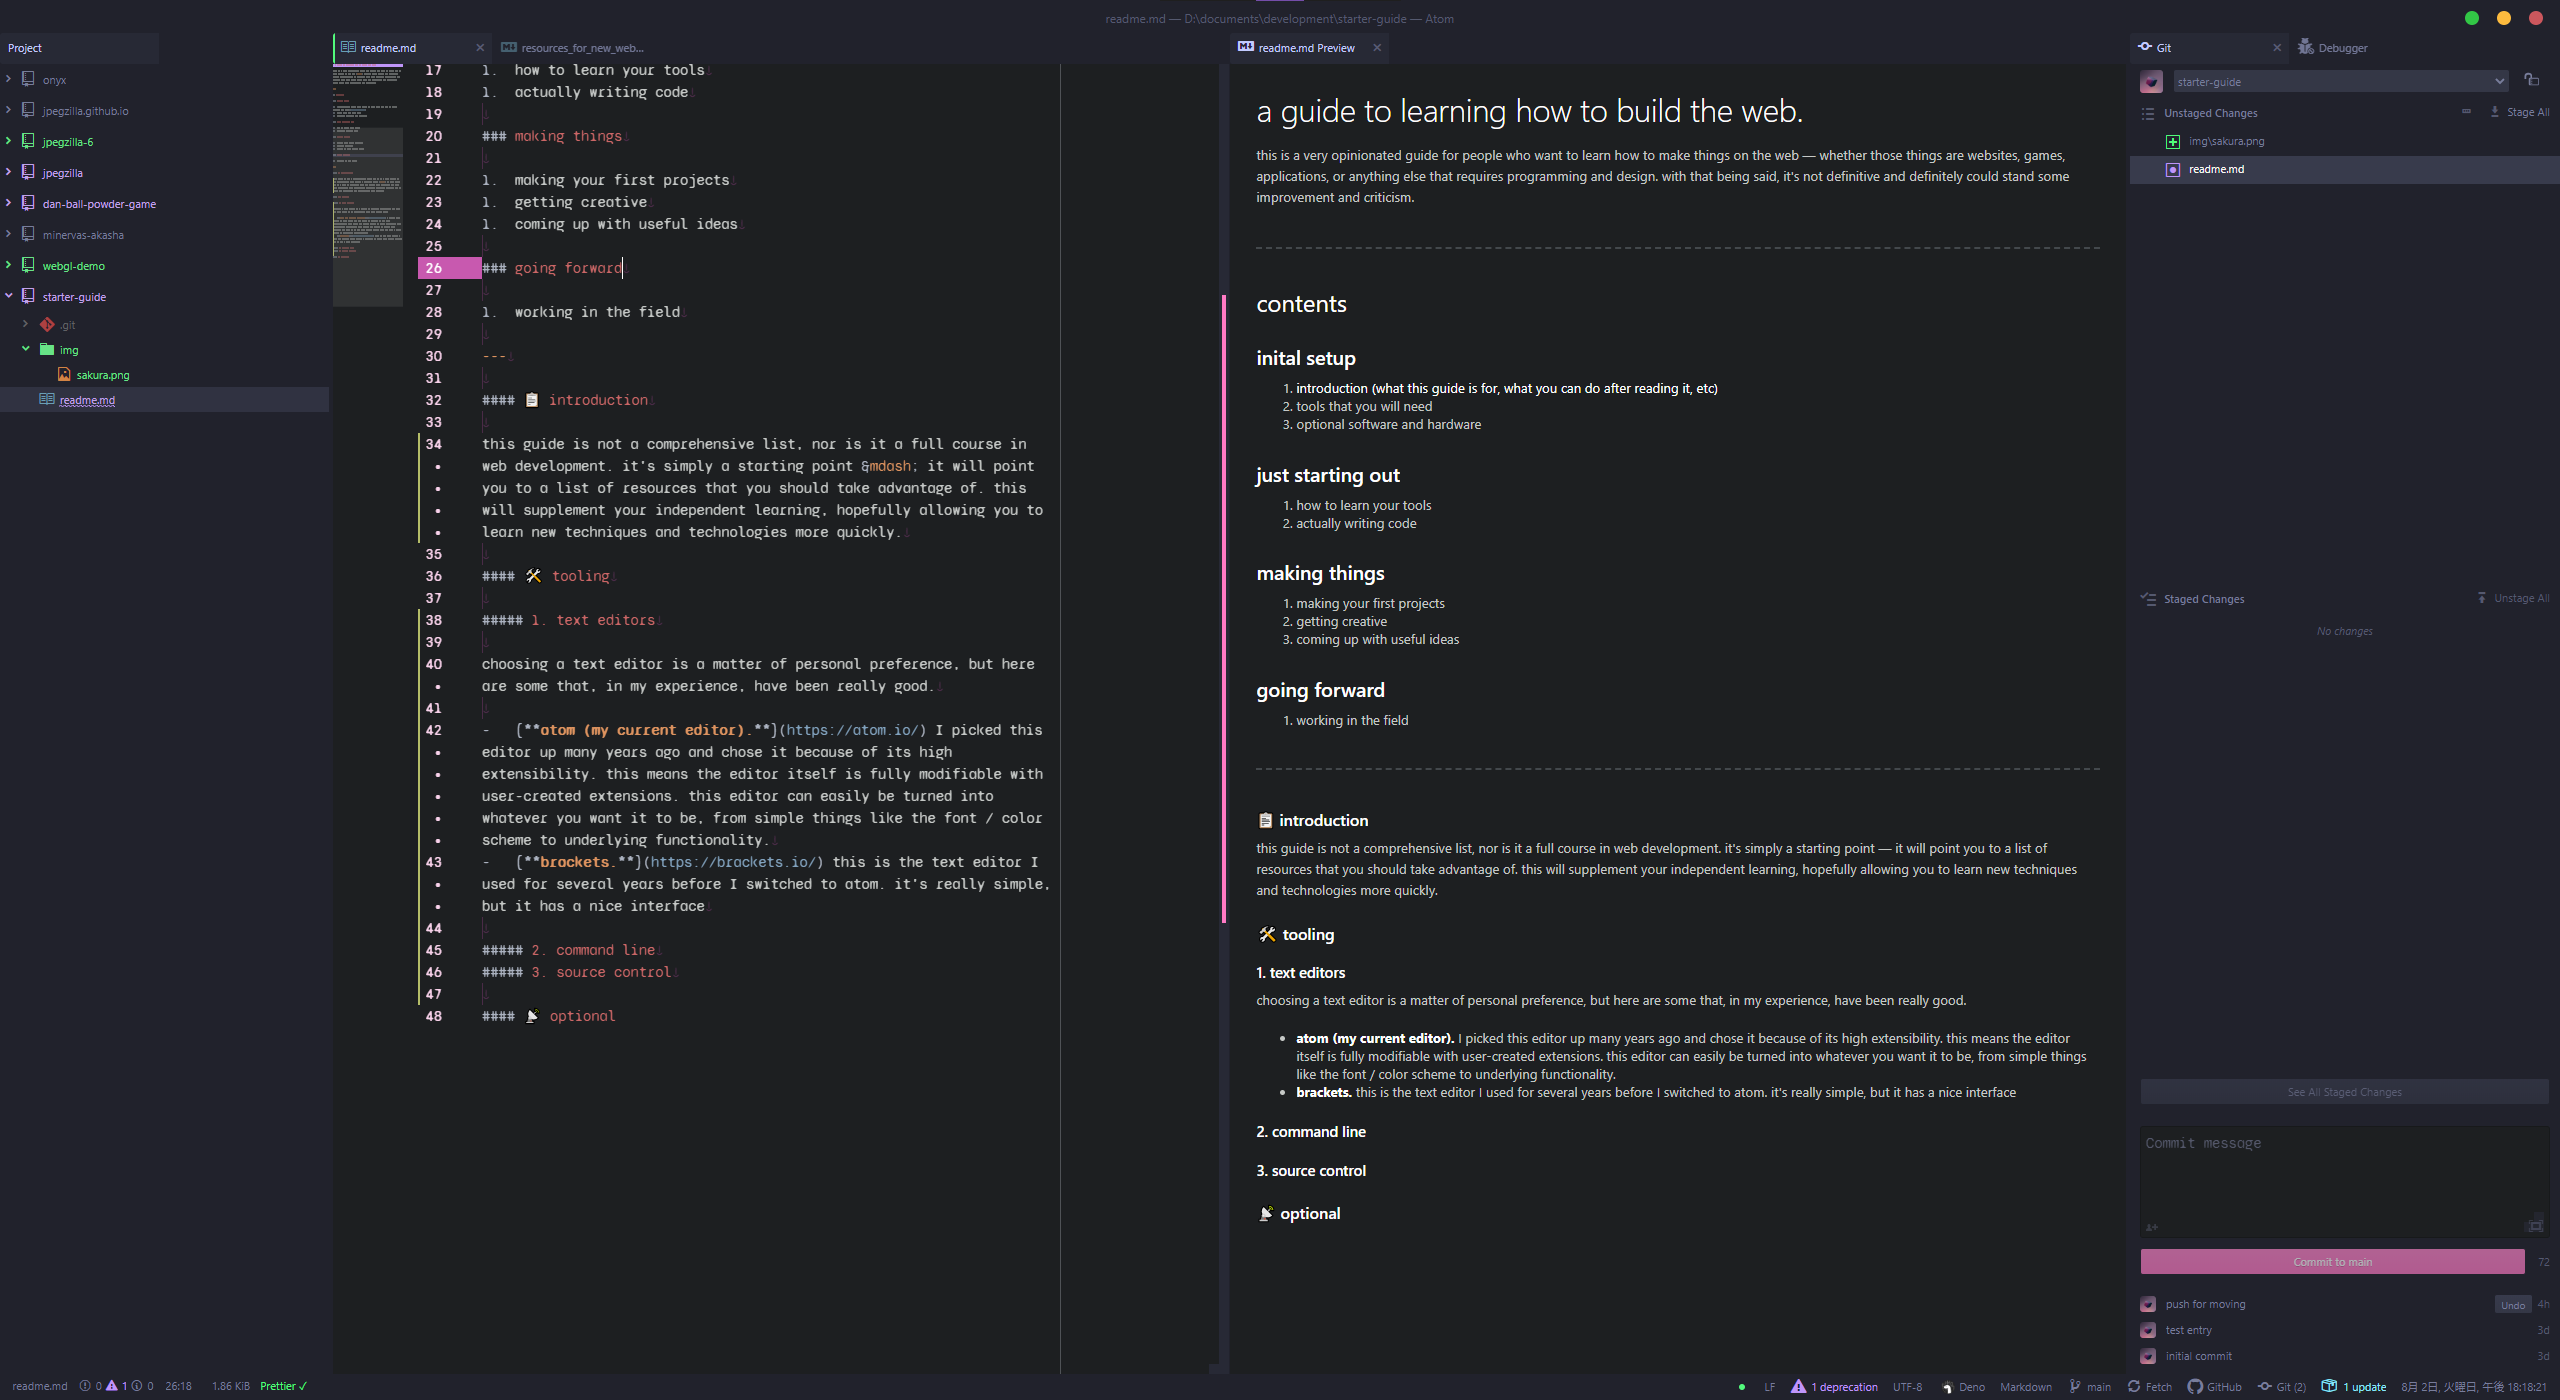 readme.md — D:\documents\development\starter-guide — Atom
Project
onyx
jpegzilla.github.io
jpegzilla-6
jpegzilla
dan-ball-powder-game
minervas-akasha
webgl-demo
starter-guide
.git
img
sakura.png
readme.md
readme.md
resources_for_new_web...
17 1. how to learn your tools
18 1. actually writing code
19
20 ### making things
21
22 1. making your first projects
23 1. getting creative
24 1. coming up with useful ideas
25
26 ### going forward
27
28 1. working in the field
29
30 ---
31
32 #### 📋 introduction
33
34 this guide is not a comprehensive list, nor is it a full course in
• web development. it's simply a starting point &mdash; it will point
• you to a list of resources that you should take advantage of. this
• will supplement your independent learning, hopefully allowing you to
• learn new techniques and technologies more quickly.
35
36 #### 🛠 tooling
37
38 ##### 1. text editors
39
40 choosing a text editor is a matter of personal preference, but here
• are some that, in my experience, have been really good.
41
42 - [**atom (my current editor).**](https://atom.io/) I picked this
• editor up many years ago and chose it because of its high
• extensibility. this means the editor itself is fully modifiable with
• user-created extensions. this editor can easily be turned into
• whatever you want it to be, from simple things like the font / color
• scheme to underlying functionality.
43 - [**brackets.**](https://brackets.io/) this is the text editor I
• used for several years before I switched to atom. it's really simple,
• but it has a nice interface
44
45 ##### 2. command line
46 ##### 3. source control
47
48 #### 📡 optional
readme.md Preview
a guide to learning how to build the web.
this is a very opinionated guide for people who want to learn how to make things on the web — whether those things are websites, games,
applications, or anything else that requires programming and design. with that being said, it's not definitive and definitely could stand some
improvement and criticism.
contents
inital setup
1. introduction (what this guide is for, what you can do after reading it, etc)
2. tools that you will need
3. optional software and hardware
just starting out
1. how to learn your tools
2. actually writing code
making things
1. making your first projects
2. getting creative
3. coming up with useful ideas
going forward
1. working in the field
📋 introduction
this guide is not a comprehensive list, nor is it a full course in web development. it's simply a starting point — it will point you to a list of
resources that you should take advantage of. this will supplement your independent learning, hopefully allowing you to learn new techniques
and technologies more quickly.
🛠 tooling
1. text editors
choosing a text editor is a matter of personal preference, but here are some that, in my experience, have been really good.
• atom (my current editor). I picked this editor up many years ago and chose it because of its high extensibility. this means the editor
itself is fully modifiable with user-created extensions. this editor can easily be turned into whatever you want it to be, from simple things
like the font / color scheme to underlying functionality.
• brackets. this is the text editor I used for several years before I switched to atom. it's really simple, but it has a nice interface
2. command line
3. source control
📡 optional
Git
Debugger
starter-guide
Unstaged Changes
Stage All
img\sakura.png
readme.md
Staged Changes
Unstage All
No changes
See All Staged Changes
Commit message
Commit to main
72
push for moving
Undo
4h
test entry
3d
initial commit
3d
readme.md
0
1
0
26:18
1.86 KiB
Prettier ✓
LF
1 deprecation
UTF-8
Deno
Markdown
main
Fetch
GitHub
Git (2)
1 update
8月 2日, 火曜日, 午後 18:18:21